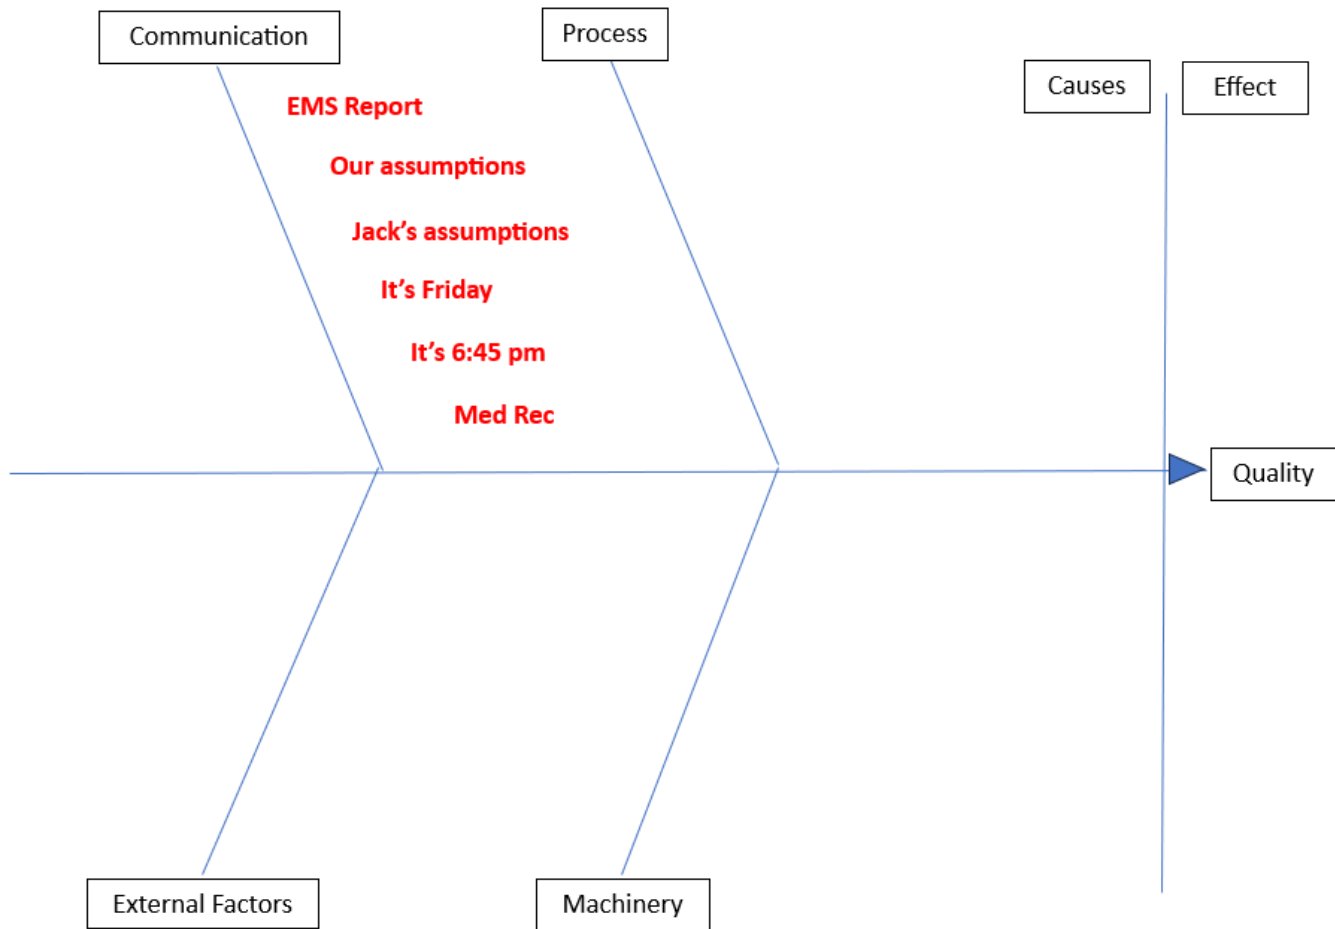 Communication
Process
Causes
Effect
EMS Report
Our assumptions
Jack’s assumptions
It’s Friday
It’s 6:45 pm
Med Rec
Quality
External Factors
Machinery